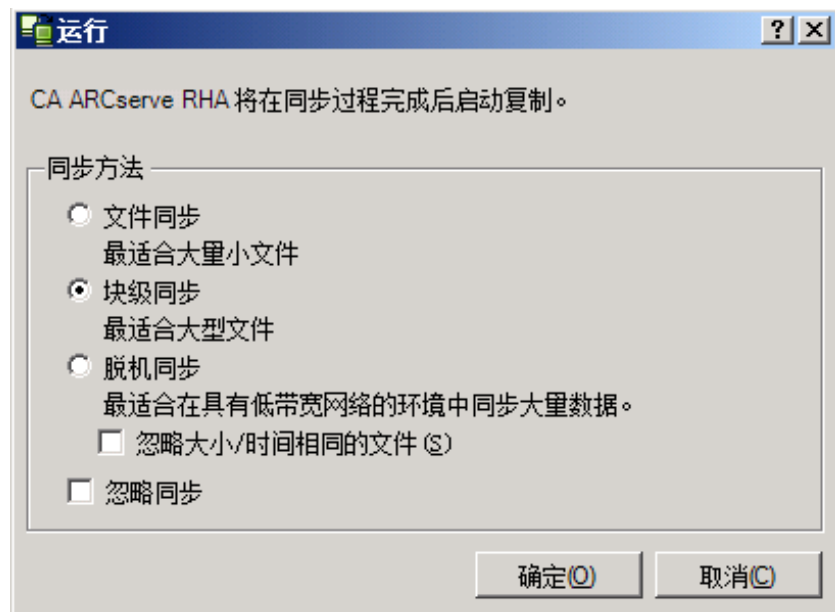 运行
CA ARCserve RHA 将在同步过程完成后启动复制。
同步方法
文件同步
最适合大量小文件
块级同步
最适合大型文件
脱机同步
最适合在具有低带宽网络的环境中同步大量数据。
忽略大小/时间相同的文件(S)
忽略同步
确定(O) 取消(C)